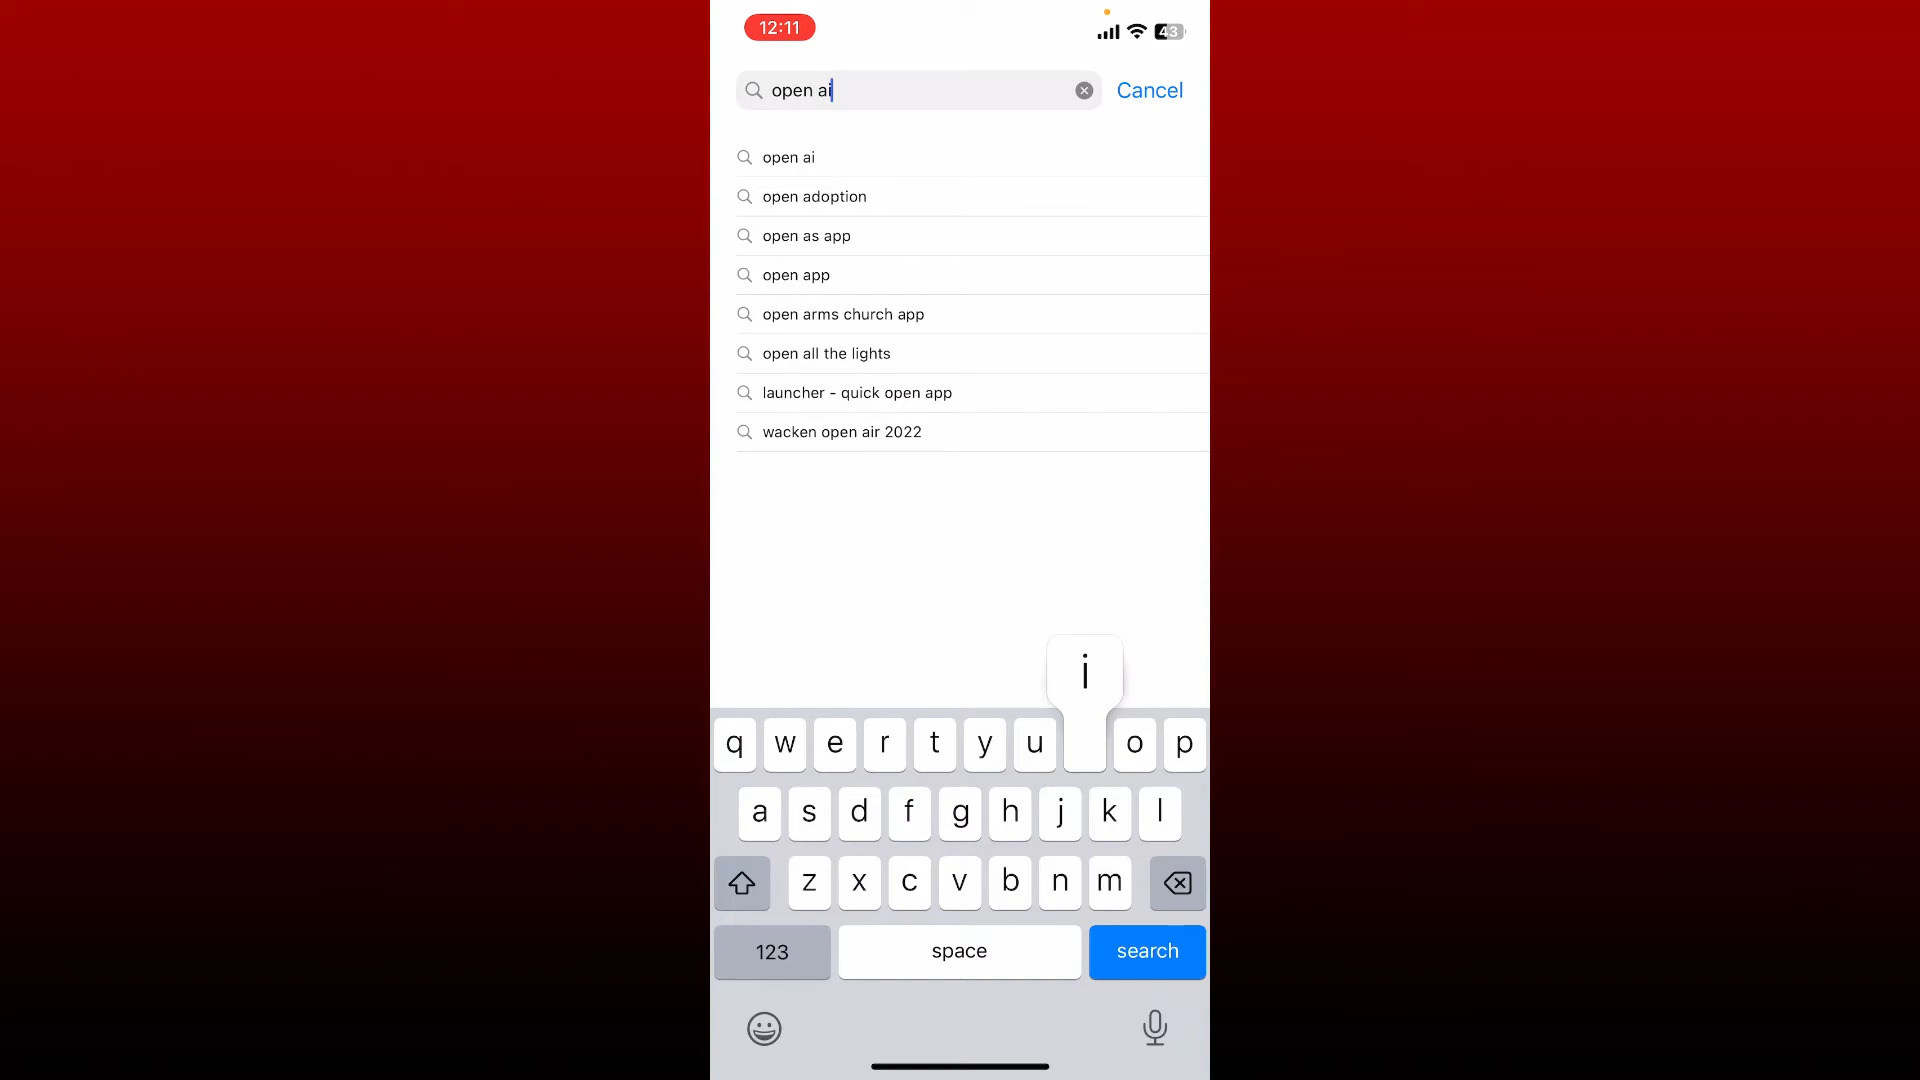 12:11
43
open ai
Cancel
open ai
open adoption
open as app
open app
open arms church app
open all the lights
launcher - quick open app
wacken open air 2022
i
q w e r t y u o p
a s d f g h j k l
z x c v b n m
123 space search